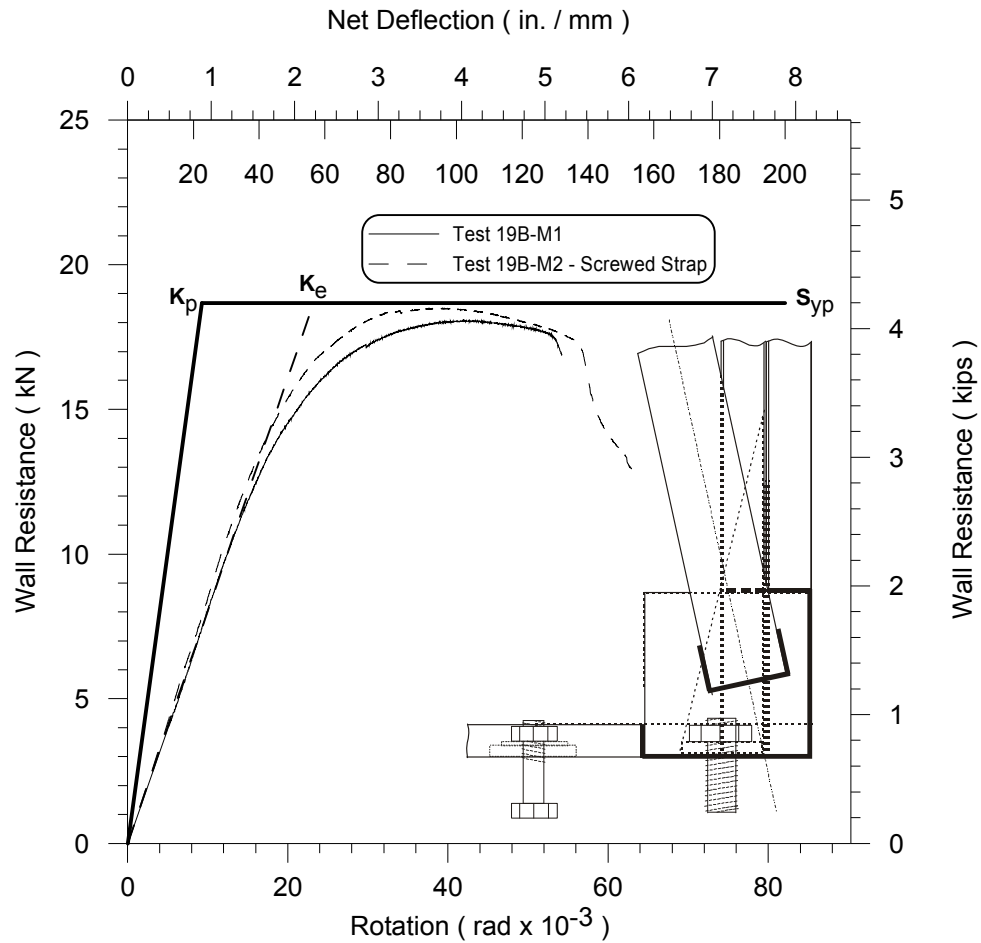 Net Deflection ( in. / mm )
0 1 2 3 4 5 6 7 8
20 40 60 80 100 120 140 160 180 200
25
20
15
10
5
0
Wall Resistance ( kN )
Test 19B-M1
Test 19B-M2 - Screwed Strap
Kp
Ke
Syp
5
4
3
2
1
0
Wall Resistance ( kips )
0 20 40 60 80
Rotation ( rad x 10-3 )